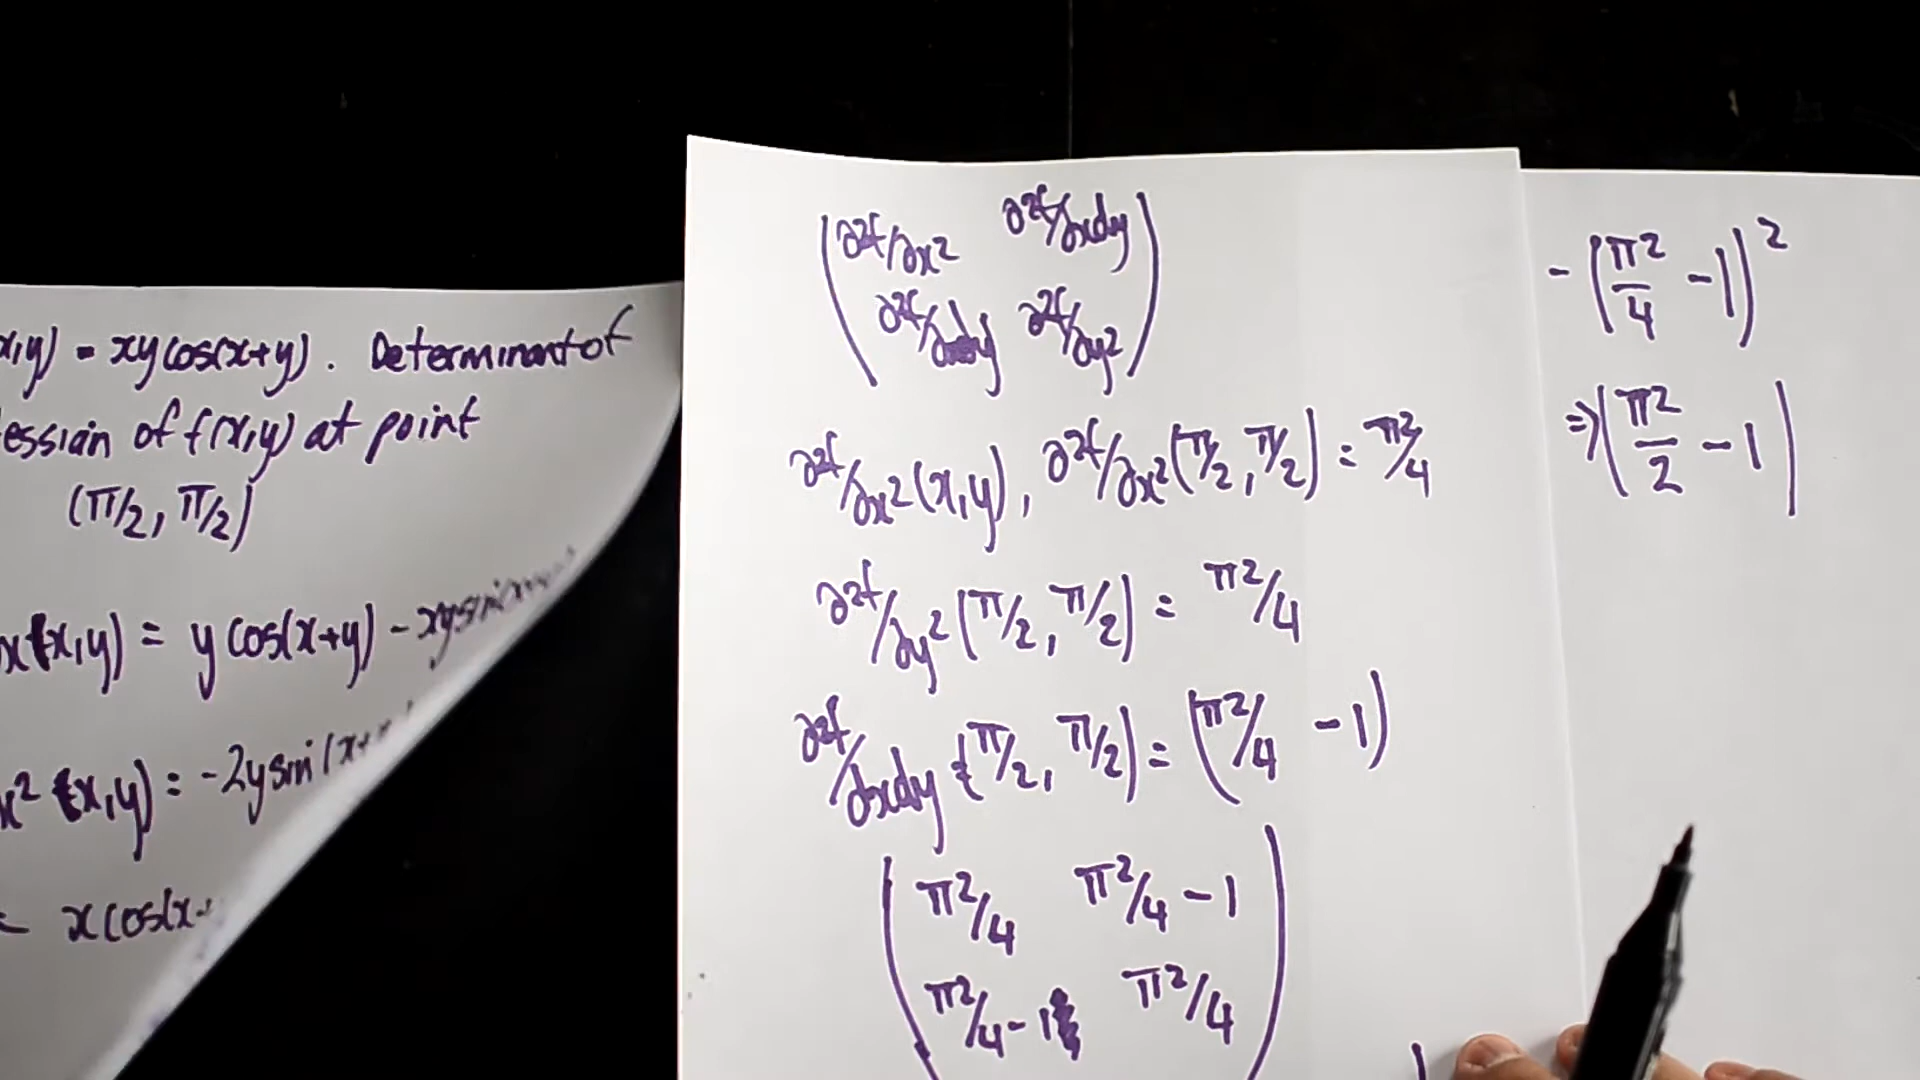 x,y) = xy cos(x+y). Determinant of
essian of f(x,y) at point
(π/2, π/2)
x(x,y) = y cos(x+y) - xy sin
x² (x,y) = -2y sin(x+
= x cos(x+
(∂²f/∂x² ∂²f/∂x∂y)
(∂²f/∂x∂y ∂²f/∂y²)
∂²f/∂x²(x,y), ∂²f/∂x²(π/2, π/2) = π²/4
∂²f/∂y²(π/2, π/2) = π²/4
∂²f/∂x∂y (π/2, π/2) = (π²/4 - 1)
(π²/4 π²/4 - 1)
(π²/4 - 1 π²/4)
- (π²/4 - 1)²
⇒ (π²/2 - 1)